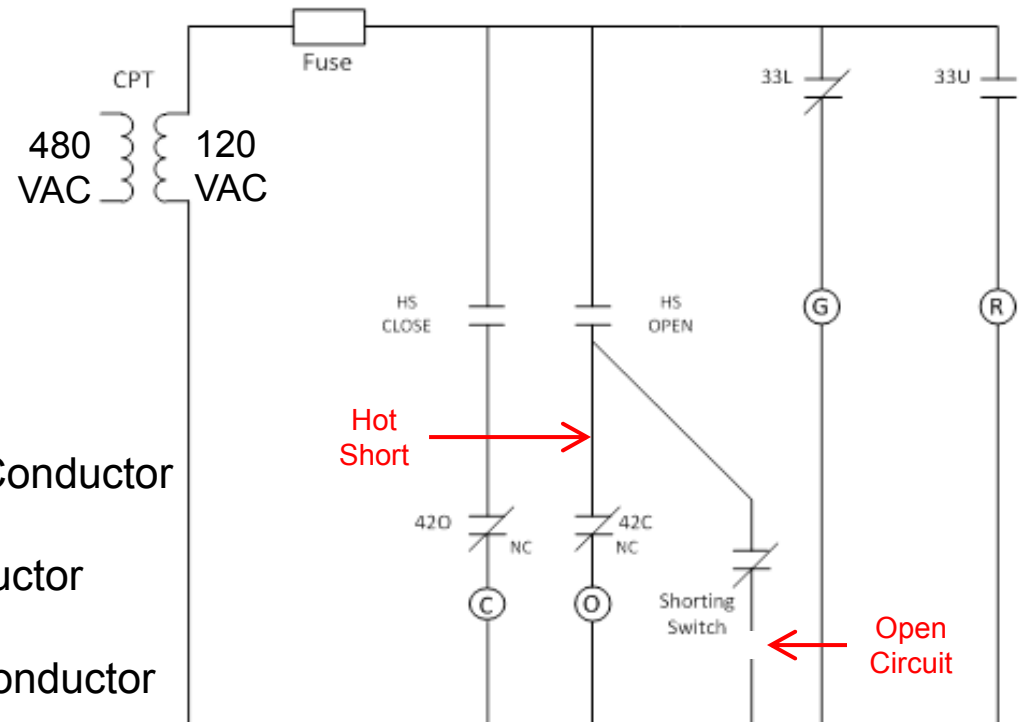 Fuse
CPT
480
VAC
120
VAC
33L
33U
HS
CLOSE
HS
OPEN
G
R
Hot
Short
Conductor
42O
NC
42C
NC
uctor
C
O
Shorting
Switch
Open
Circuit
onductor